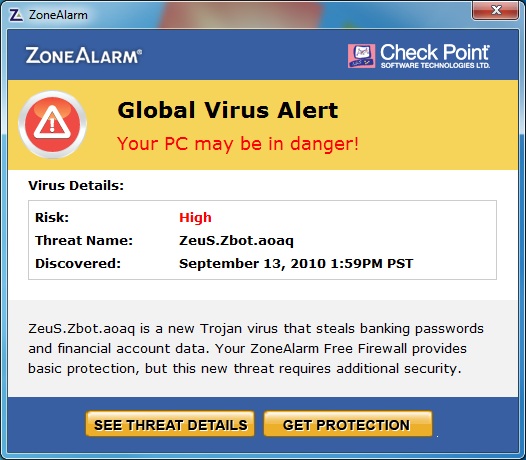 ZoneAlarm
ZONEALARM®
Check Point
SOFTWARE TECHNOLOGIES LTD.
Global Virus Alert
Your PC may be in danger!
Virus Details:
Risk: High
Threat Name: ZeuS.Zbot.aoaq
Discovered: September 13, 2010 1:59PM PST
ZeuS.Zbot.aoaq is a new Trojan virus that steals banking passwords
and financial account data. Your ZoneAlarm Free Firewall provides
basic protection, but this new threat requires additional security.
SEE THREAT DETAILS GET PROTECTION